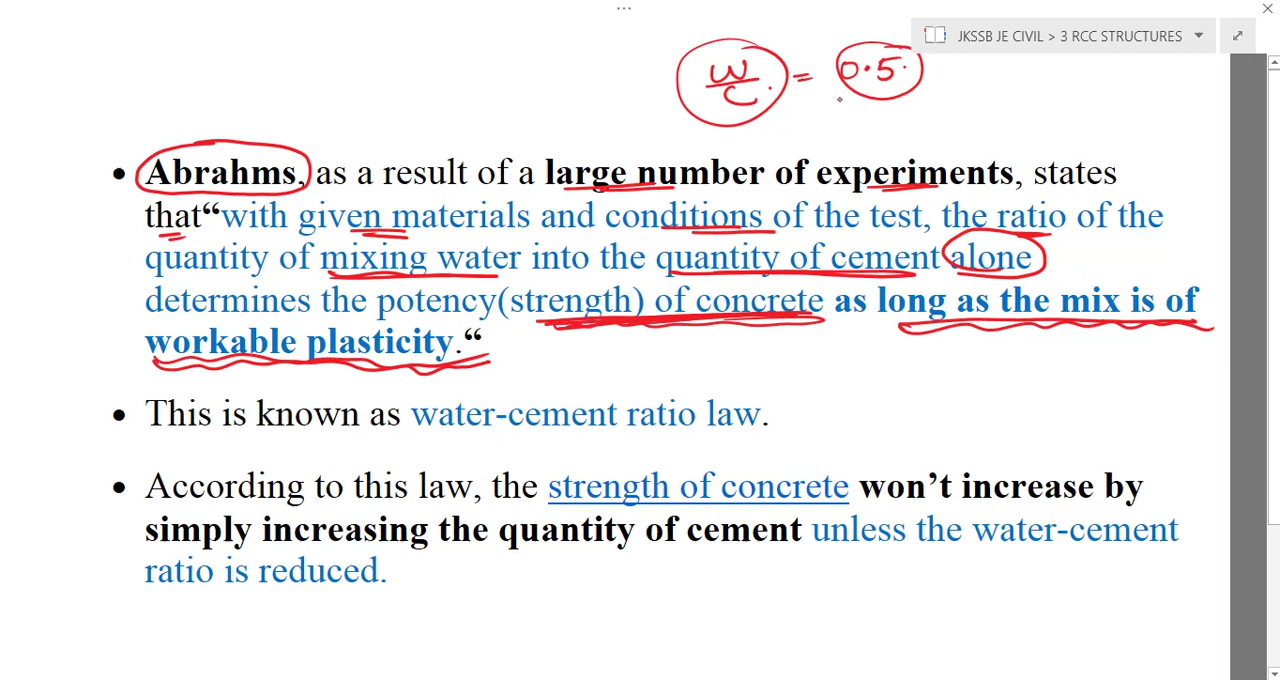 ...
JKSSB JE CIVIL > 3 RCC STRUCTURES
W/C = 0.5
• Abrahms, as a result of a large number of experiments, states
that“with given materials and conditions of the test, the ratio of the
quantity of mixing water into the quantity of cement alone
determines the potency(strength) of concrete as long as the mix is of
workable plasticity.“
• This is known as water-cement ratio law.
• According to this law, the strength of concrete won’t increase by
simply increasing the quantity of cement unless the water-cement
ratio is reduced.